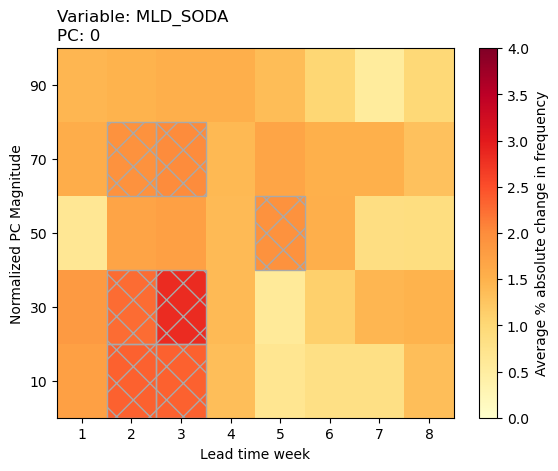 Variable: MLD_SODA
PC: 0
Normalized PC Magnitude
90
70
50
30
10
1 2 3 4 5 6 7 8
Lead time week
4.0
3.5
3.0
2.5
2.0
1.5
1.0
0.5
0.0
Average % absolute change in frequency